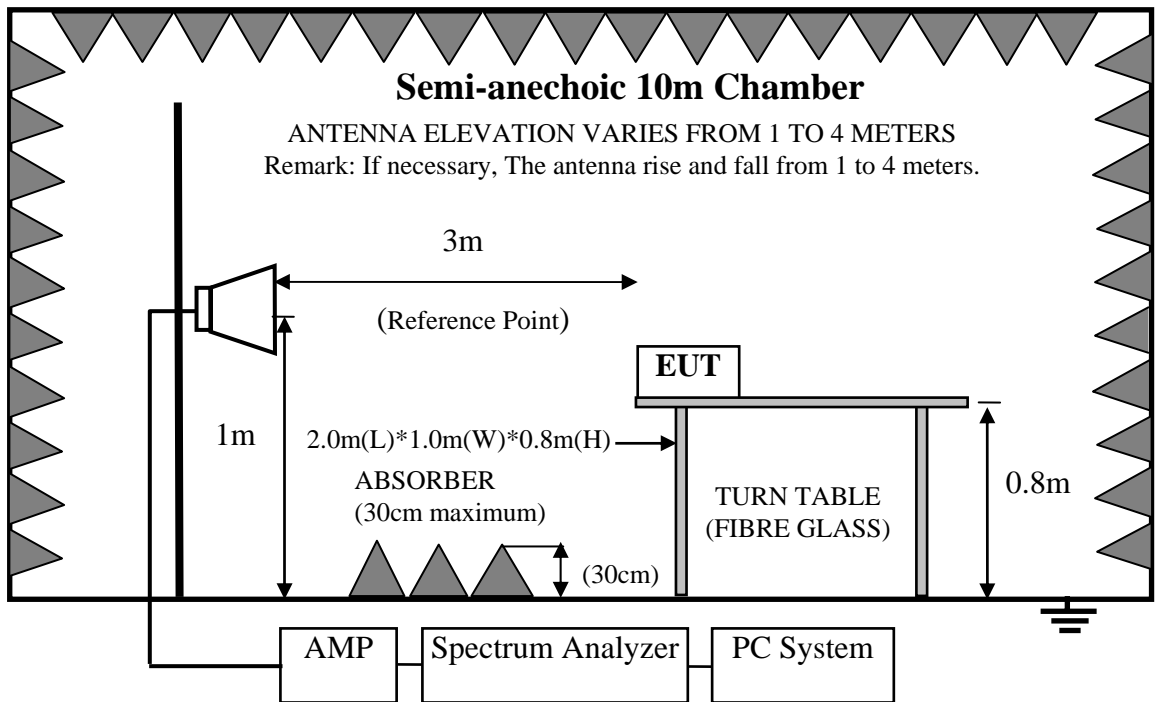 Semi-anechoic 10m Chamber
ANTENNA ELEVATION VARIES FROM 1 TO 4 METERS
Remark: If necessary, The antenna rise and fall from 1 to 4 meters.
3m
(Reference Point)
EUT
1m
2.0m(L)*1.0m(W)*0.8m(H)
ABSORBER
(30cm maximum)
TURN TABLE
(FIBRE GLASS)
0.8m
(30cm)
AMP
Spectrum Analyzer
PC System